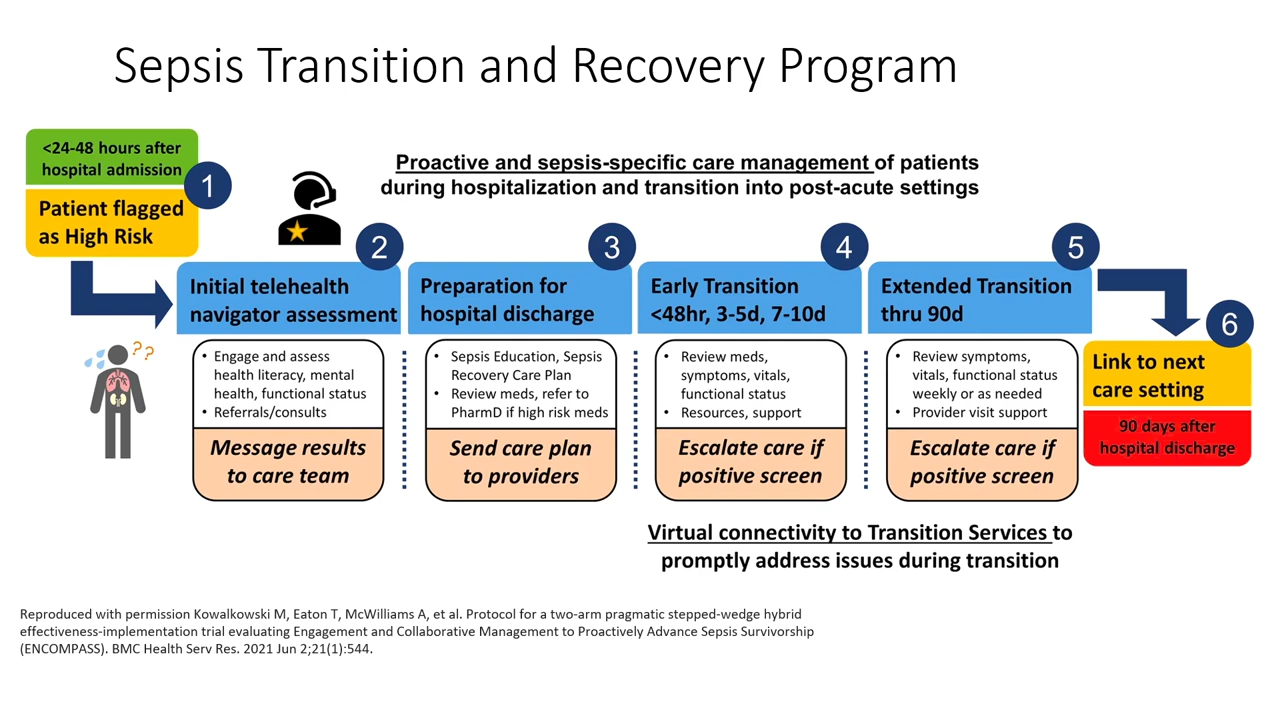 Sepsis Transition and Recovery Program
<24-48 hours after
hospital admission
1
Patient flagged
as High Risk
Proactive and sepsis-specific care management of patients
during hospitalization and transition into post-acute settings
??
2
Initial telehealth
navigator assessment
• Engage and assess
health literacy, mental
health, functional status
• Referrals/consults
Message results
to care team
3
Preparation for
hospital discharge
• Sepsis Education, Sepsis
Recovery Care Plan
• Review meds, refer to
PharmD if high risk meds
Send care plan
to providers
4
Early Transition
<48hr, 3-5d, 7-10d
• Review meds,
symptoms, vitals,
functional status
• Resources, support
Escalate care if
positive screen
5
Extended Transition
thru 90d
• Review symptoms,
vitals, functional status
weekly or as needed
• Provider visit support
Escalate care if
positive screen
6
Link to next
care setting
90 days after
hospital discharge
Virtual connectivity to Transition Services to
promptly address issues during transition
Reproduced with permission Kowalkowski M, Eaton T, McWilliams A, et al. Protocol for a two-arm pragmatic stepped-wedge hybrid
effectiveness-implementation trial evaluating Engagement and Collaborative Management to Proactively Advance Sepsis Survivorship
(ENCOMPASS). BMC Health Serv Res. 2021 Jun 2;21(1):544.